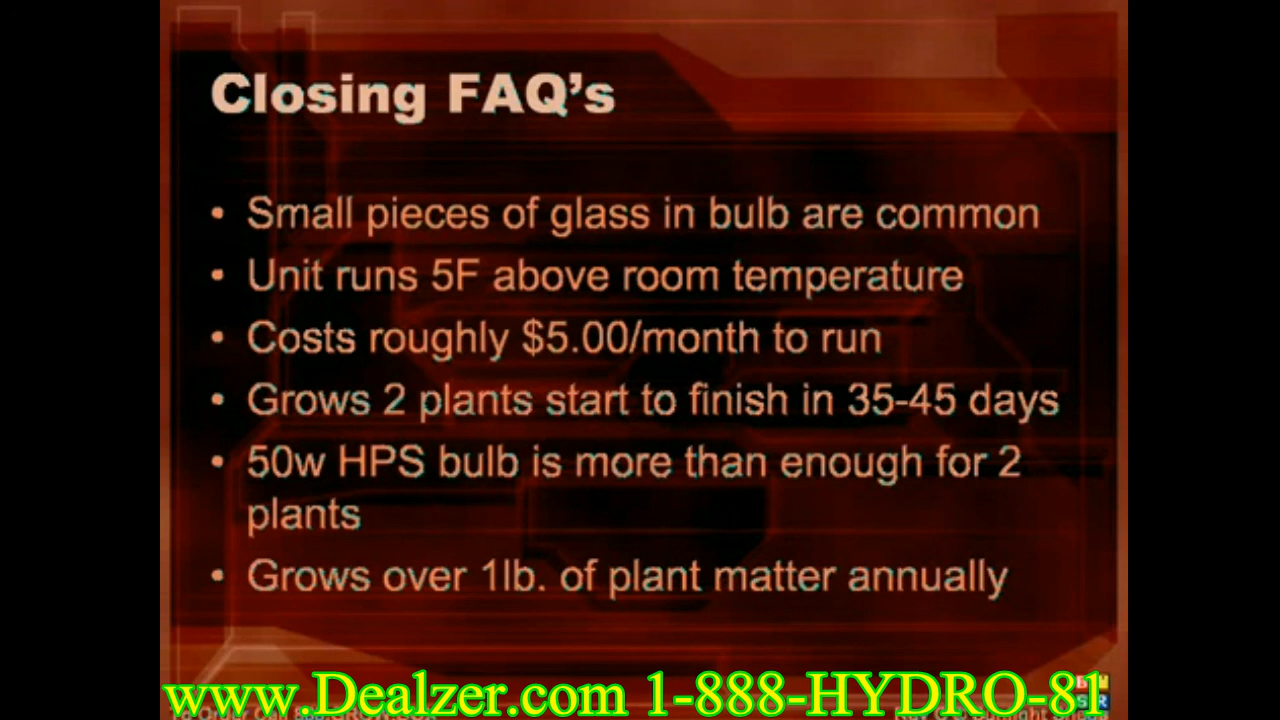 Closing FAQ's
• Small pieces of glass in bulb are common
• Unit runs 5F above room temperature
• Costs roughly $5.00/month to run
• Grows 2 plants start to finish in 35-45 days
• 50w HPS bulb is more than enough for 2
plants
• Grows over 1lb. of plant matter annually
www.Dealzer.com 1-888-HYDRO-81